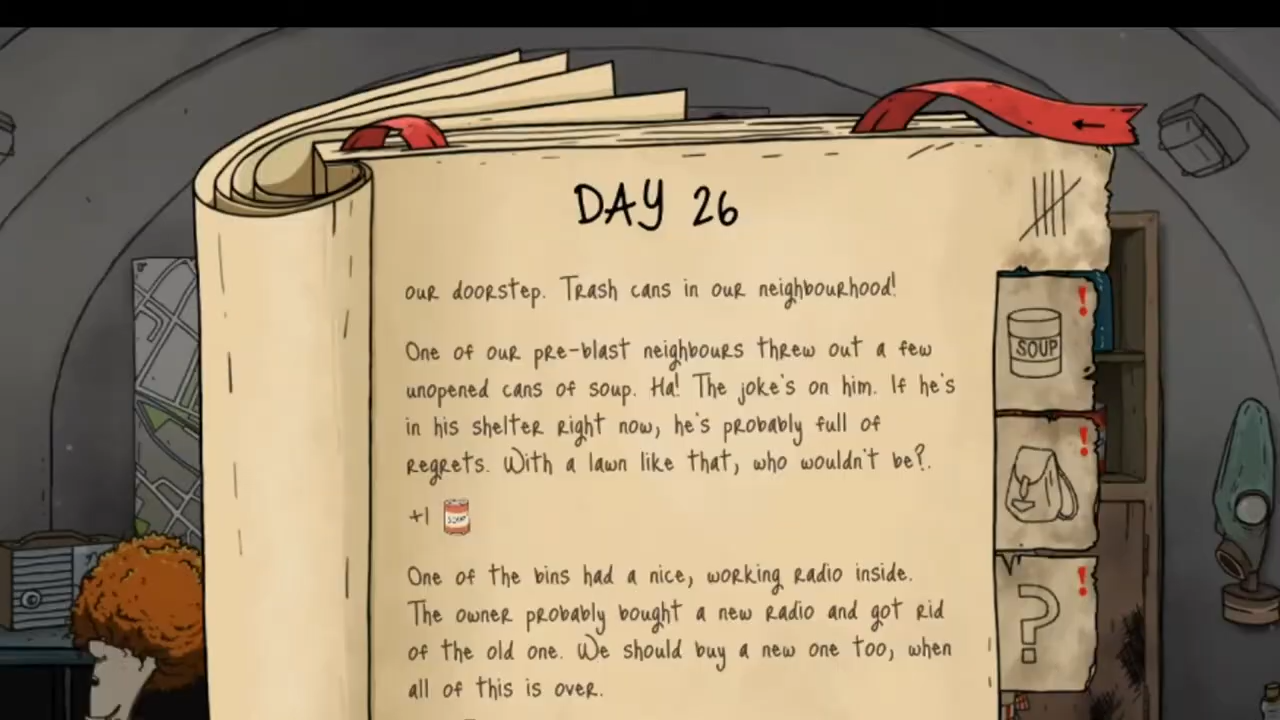 DAY 26
our doorstep. Trash cans in our neighbourhood!
One of our pre-blast neighbours threw out a few
unopened cans of soup. Ha! The joke's on him. If he's
in his shelter right now, he's probably full of
regrets. With a lawn like that, who wouldn't be?.
+1
SOUP
One of the bins had a nice, working radio inside.
The owner probably bought a new radio and got rid
of the old one. We should buy a new one too, when
all of this is over.
!
SOUP
!
!
?